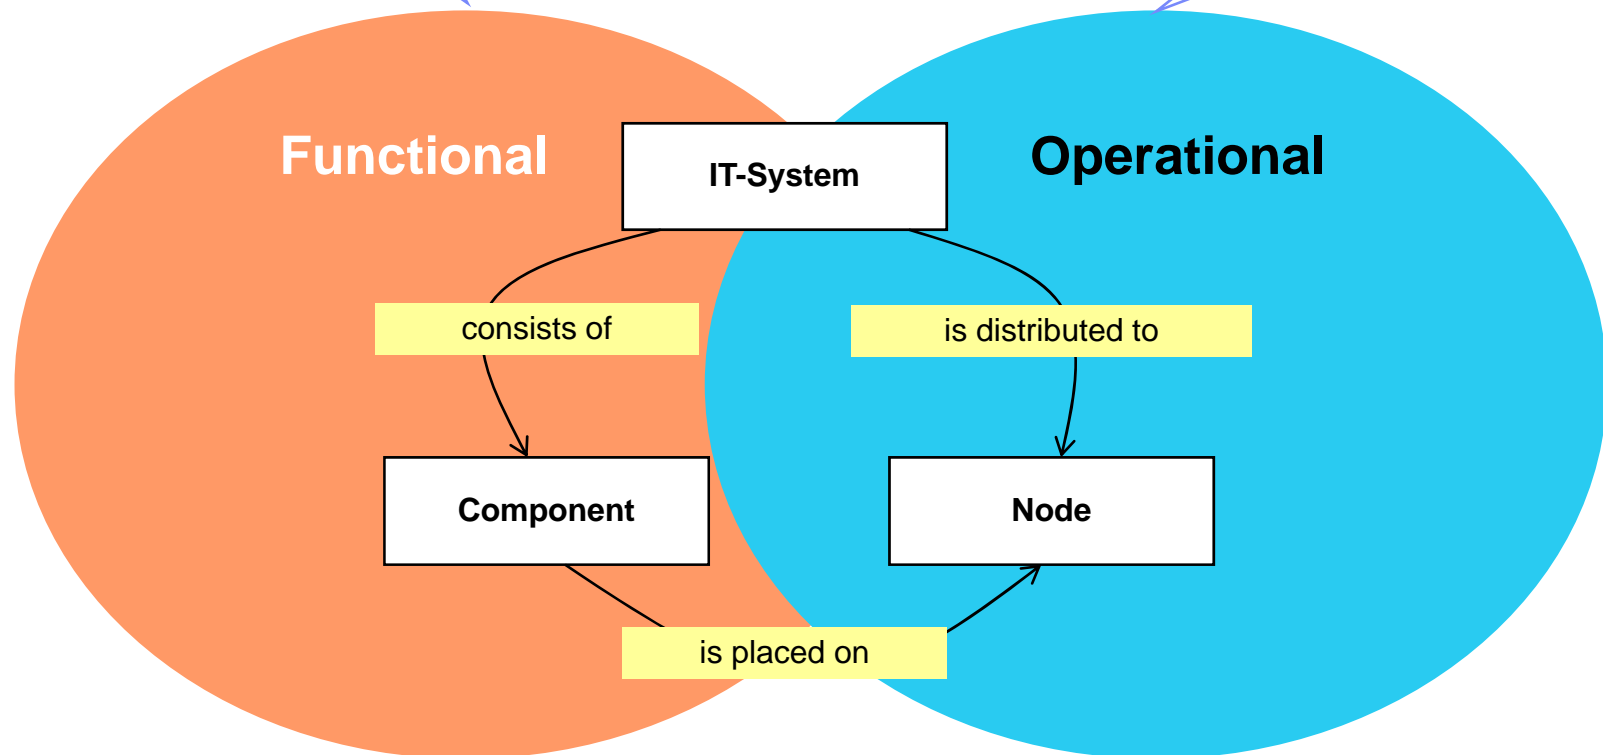 Functional
Operational
IT-System
consists of
is distributed to
Component
Node
is placed on